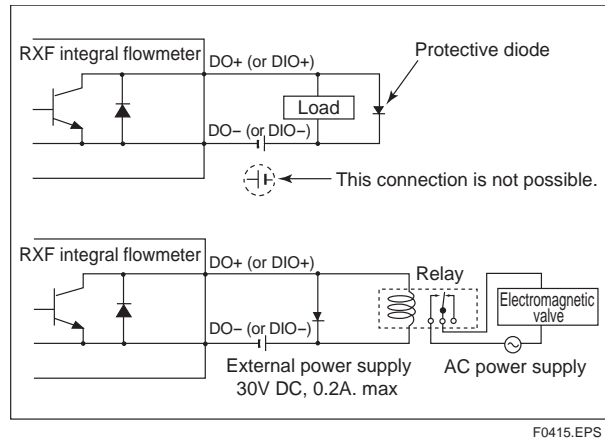 RXF integral flowmeter
DO+ (or DIO+)
Protective diode
Load
DO− (or DIO−)
This connection is not possible.
RXF integral flowmeter
DO+ (or DIO+)
Relay
Electromagnetic
valve
DO− (or DIO−)
External power supply
30V DC, 0.2A. max
AC power supply
F0415.EPS